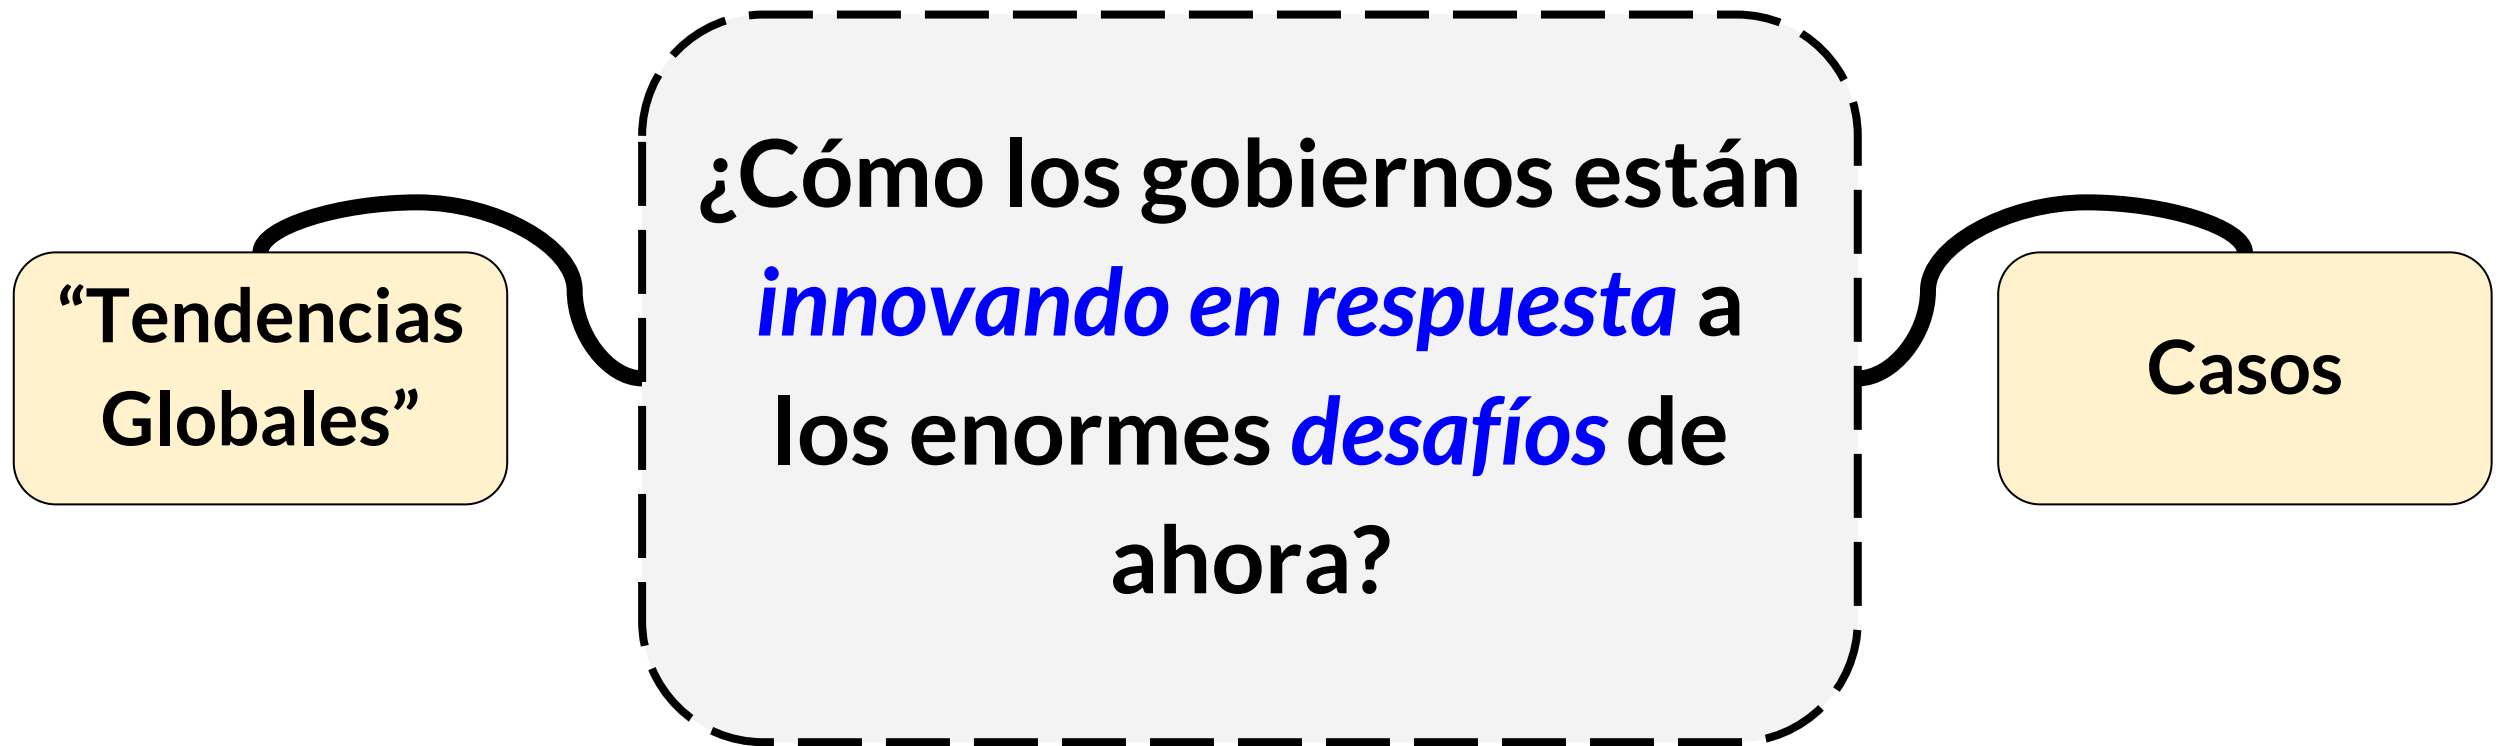 “Tendencias
Globales”
¿Cómo los gobiernos están
innovando en respuesta a
los enormes desafíos de
ahora?
Casos